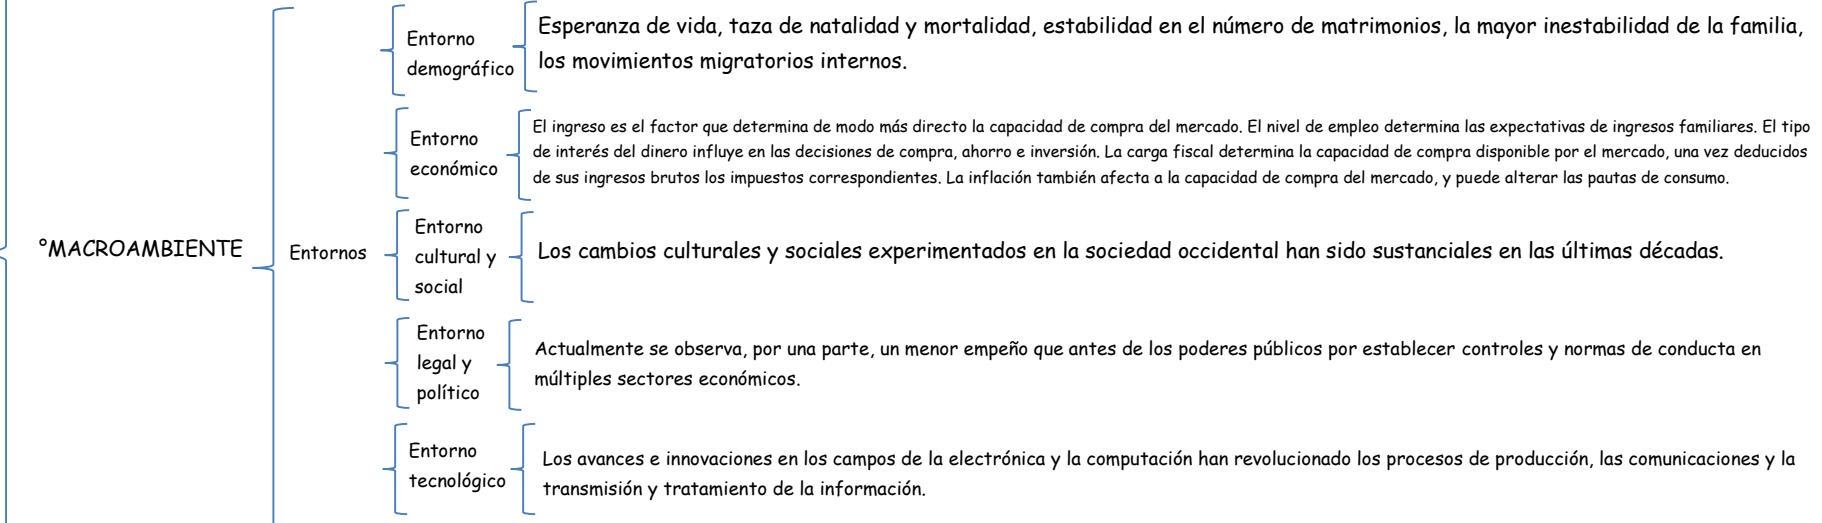 °MACROAMBIENTE
Entornos
Entorno
demográfico
Esperanza de vida, taza de natalidad y mortalidad, estabilidad en el número de matrimonios, la mayor inestabilidad de la familia,
los movimientos migratorios internos.
Entorno
económico
El ingreso es el factor que determina de modo más directo la capacidad de compra del mercado. El nivel de empleo determina las expectativas de ingresos familiares. El tipo
de interés del dinero influye en las decisiones de compra, ahorro e inversión. La carga fiscal determina la capacidad de compra disponible por el mercado, una vez deducidos
de sus ingresos brutos los impuestos correspondientes. La inflación también afecta a la capacidad de compra del mercado, y puede alterar las pautas de consumo.
Entorno
cultural y
social
Los cambios culturales y sociales experimentados en la sociedad occidental han sido sustanciales en las últimas décadas.
Entorno
legal y
político
Actualmente se observa, por una parte, un menor empeño que antes de los poderes públicos por establecer controles y normas de conducta en
múltiples sectores económicos.
Entorno
tecnológico
Los avances e innovaciones en los campos de la electrónica y la computación han revolucionado los procesos de producción, las comunicaciones y la
transmisión y tratamiento de la información.